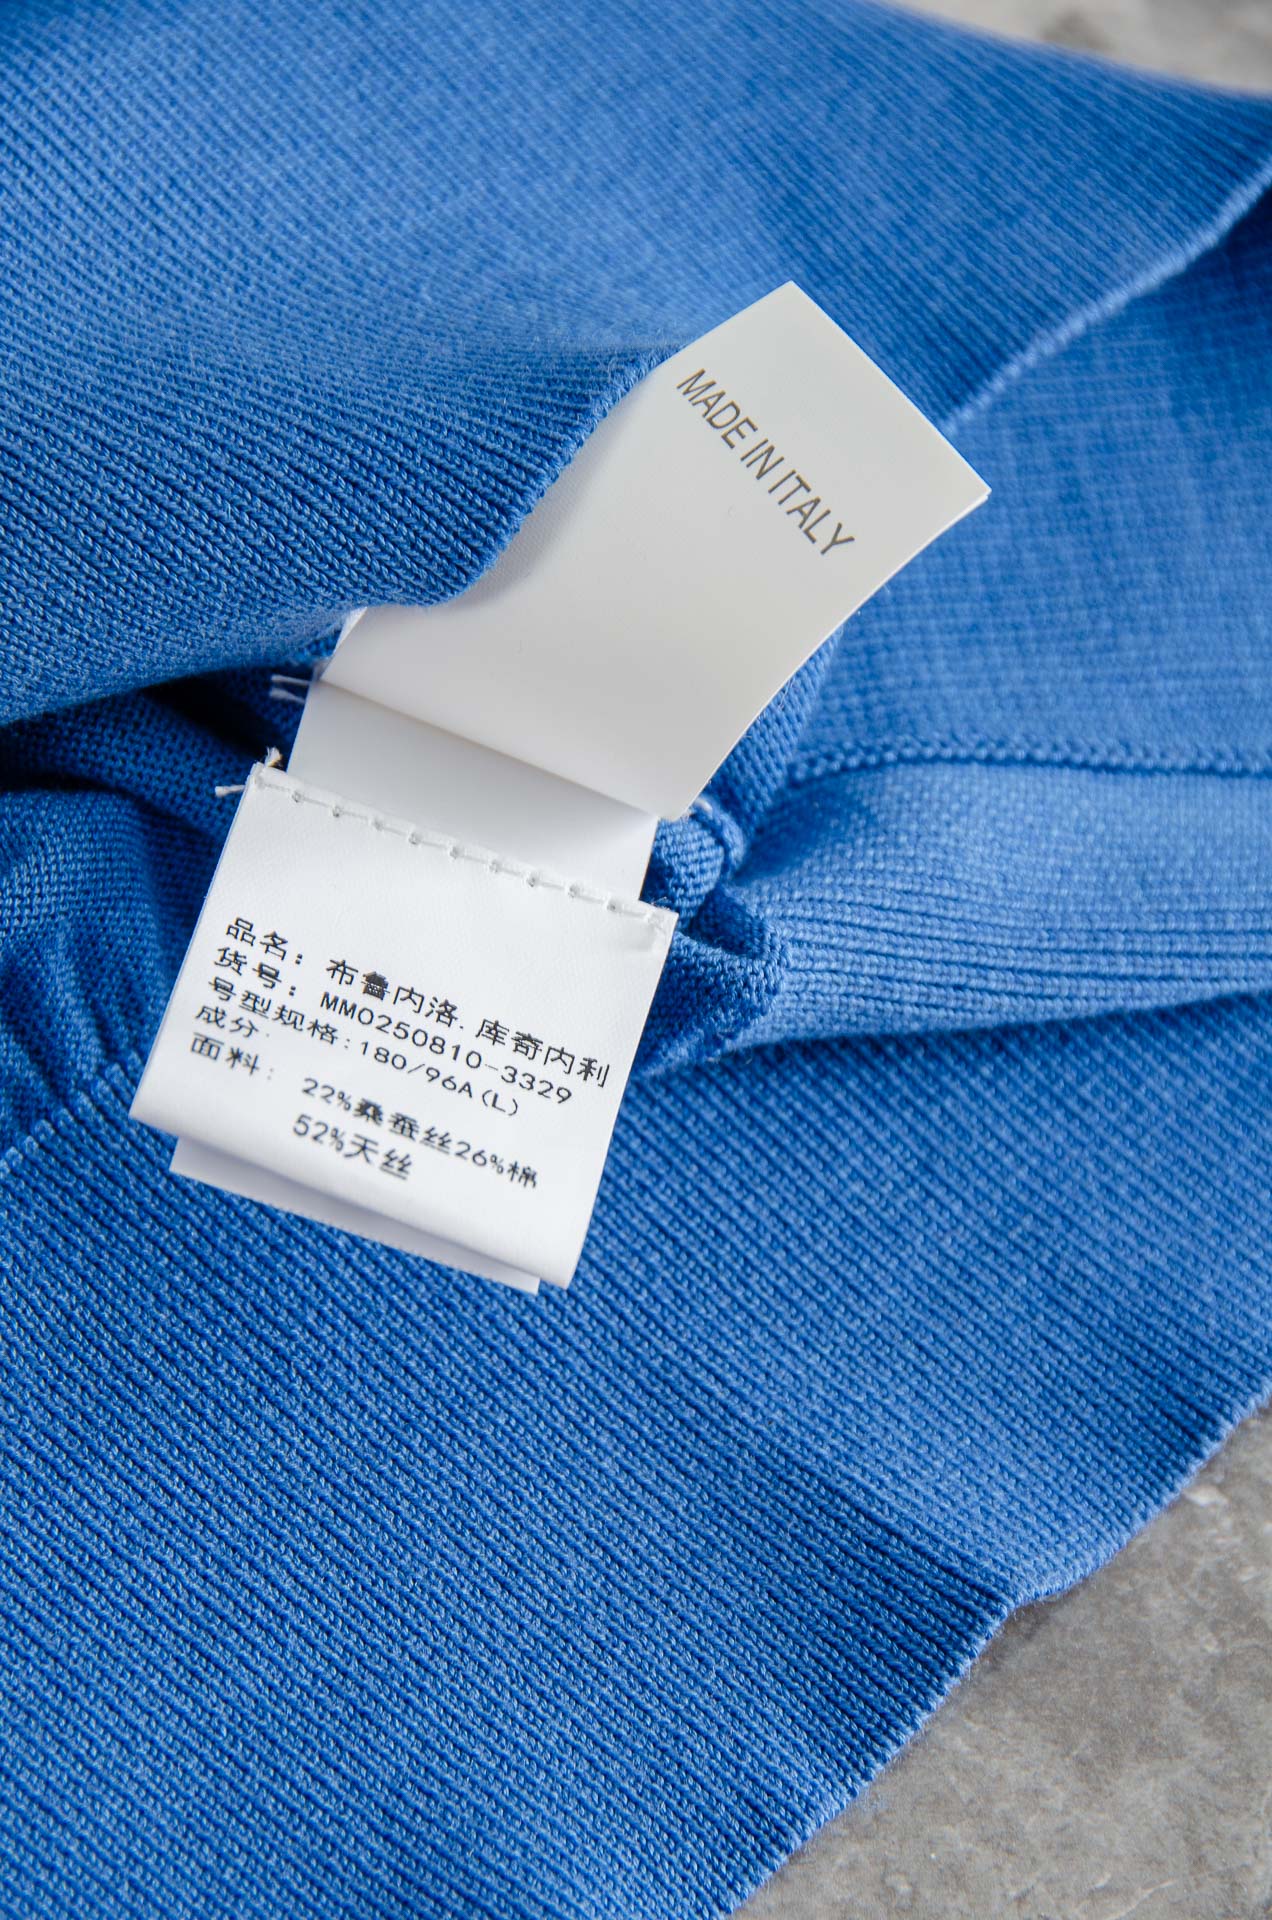 MADE IN ITALY
品名： 布鲁内洛.库奇内利
货号： MMO250810-3329
号型规格:180/96A(L)
成分:
面料: 22%桑蚕丝26%棉
52%天丝